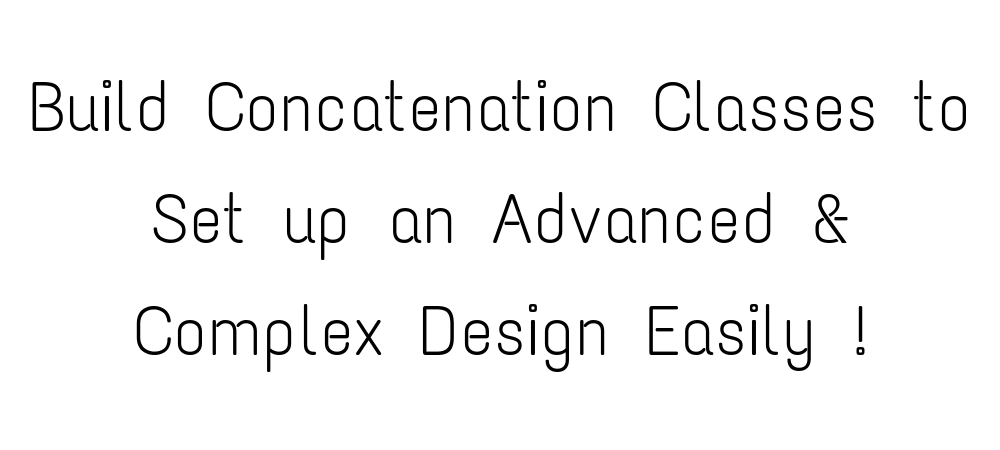 Build Concatenation Classes to
Set up an Advanced &
Complex Design Easily !